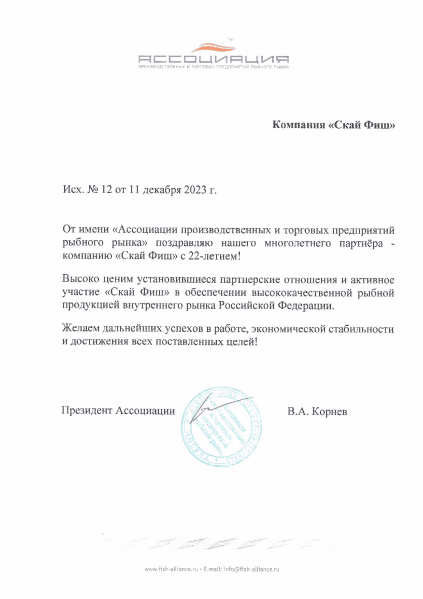 АССОЦИАЦИЯ
ПРОИЗВОДСТВЕННЫХ И ТОРГОВЫХ ПРЕДПРИЯТИЙ РЫБНОГО РЫНКА
Компания «Скай Фиш»
Исх. № 12 от 11 декабря 2023 г.
От имени «Ассоциации производственных и торговых предприятий
рыбного рынка» поздравляю нашего многолетнего партнёра -
компанию «Скай Фиш» с 22-летием!
Высоко ценим установившиеся партнерские отношения и активное
участие «Скай Фиш» в обеспечении высококачественной рыбной
продукцией внутреннего рынка Российской Федерации.
Желаем дальнейших успехов в работе, экономической стабильности
и достижения всех поставленных целей!
Президент Ассоциации
В.А. Корнев
www.fish-alliance.ru - E-mail: info@fish-alliance.ru